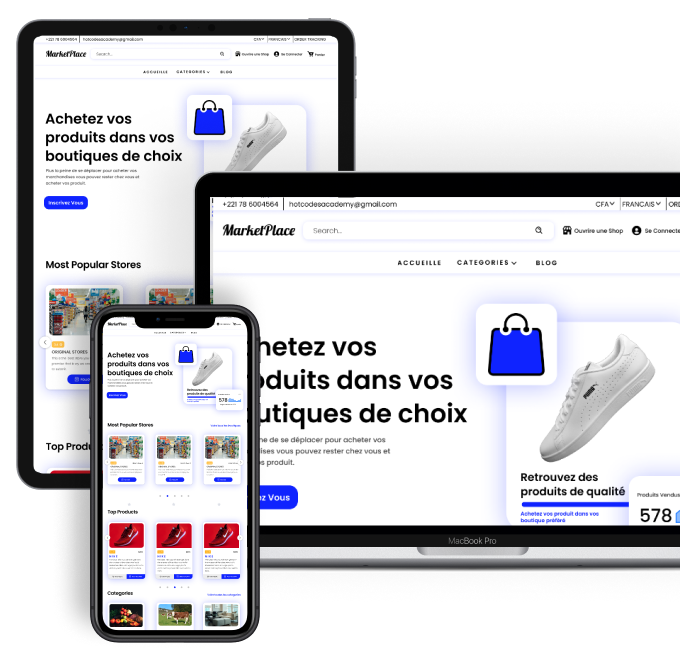 +221 78 6004564 hotcodesacademy@gmail.com CFA FRANCAIS ORDER TRACKING
MarketPlace Search... Ouvrire une Shop Se Connecter Panier
ACCUEILLE CATEGORIES BLOG
Achetez vos
produits dans vos
boutiques de choix
Plus la peine de se déplacer pour acheter vos
marchandises vous pouvez rester chez vous et
acheter vos produit.
Inscrivez Vous
Most Popular Stores
ORIGINAL STORES
Top Produ
+221 78 6004564 hotcodesacademy@gmail.com CFA FRANCAIS ORD
MarketPlace Search... Ouvrire une Shop Se Connecte
ACCUEILLE CATEGORIES BLOG
hetez vos
oduits dans vos
utiques de choix
ine de se déplacer pour acheter vos
ises vous pouvez rester chez vous et
os produit.
ez Vous
PUMA
Retrouvez des
produits de qualité
Achetez vos produit dans vos
boutique préféré
Produits Vendus
578
MacBook Pro
MarketPlace
Achetez vos
produits dans vos
boutiques de choix
Retrouvez des
produits de qualité
578
Most Popular Stores
Top Products
Categories